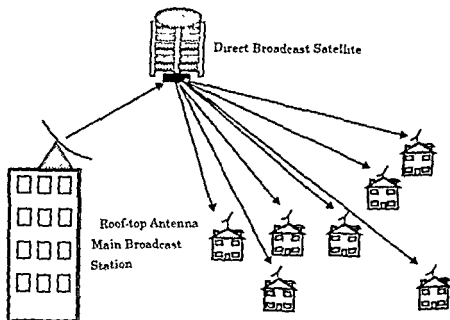 Direct Broadcast Satellite
Roof-top Antenna
Main Broadcast
Station